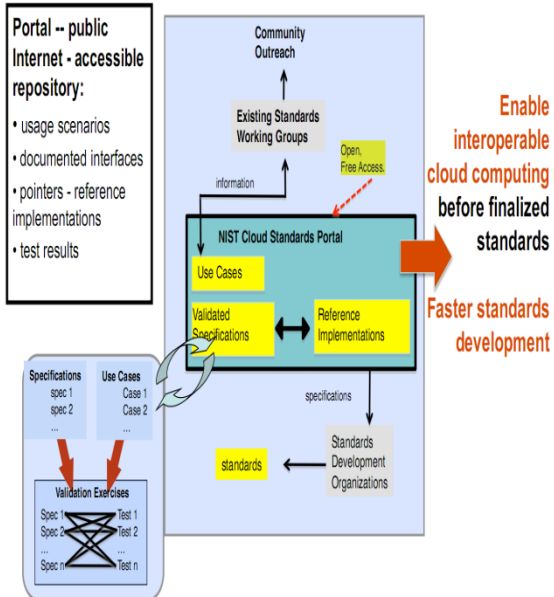 Portal -- public
Internet - accessible
repository:
• usage scenarios
• documented interfaces
• pointers - reference
implementations
• test results
Community
Outreach
Existing Standards
Working Groups
Open,
Free Access.
information
NIST Cloud Standards Portal
Use Cases
Validated
Specifications
Reference
Implementations
Enable
interoperable
cloud computing
before finalized
standards
Faster standards
development
specifications
Standards
Development
Organizations
standards
Specifications
spec 1
spec 2
...
Use Cases
Case 1
Case 2
...
Validation Exercises
Spec 1 Test 1
Spec 2 Test 2
... ...
Spec n Test n